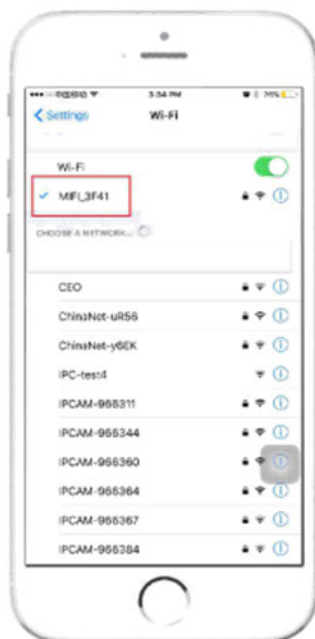 3:34 PM
Settings
Wi-Fi
Wi-Fi
MIFI_3F41
CHOOSE A NETWORK...
CEO
ChinaNet-uR56
ChinaNet-y6EK
IPC-test4
IPCAM-966311
IPCAM-966344
IPCAM-966360
IPCAM-966364
IPCAM-966367
IPCAM-966384